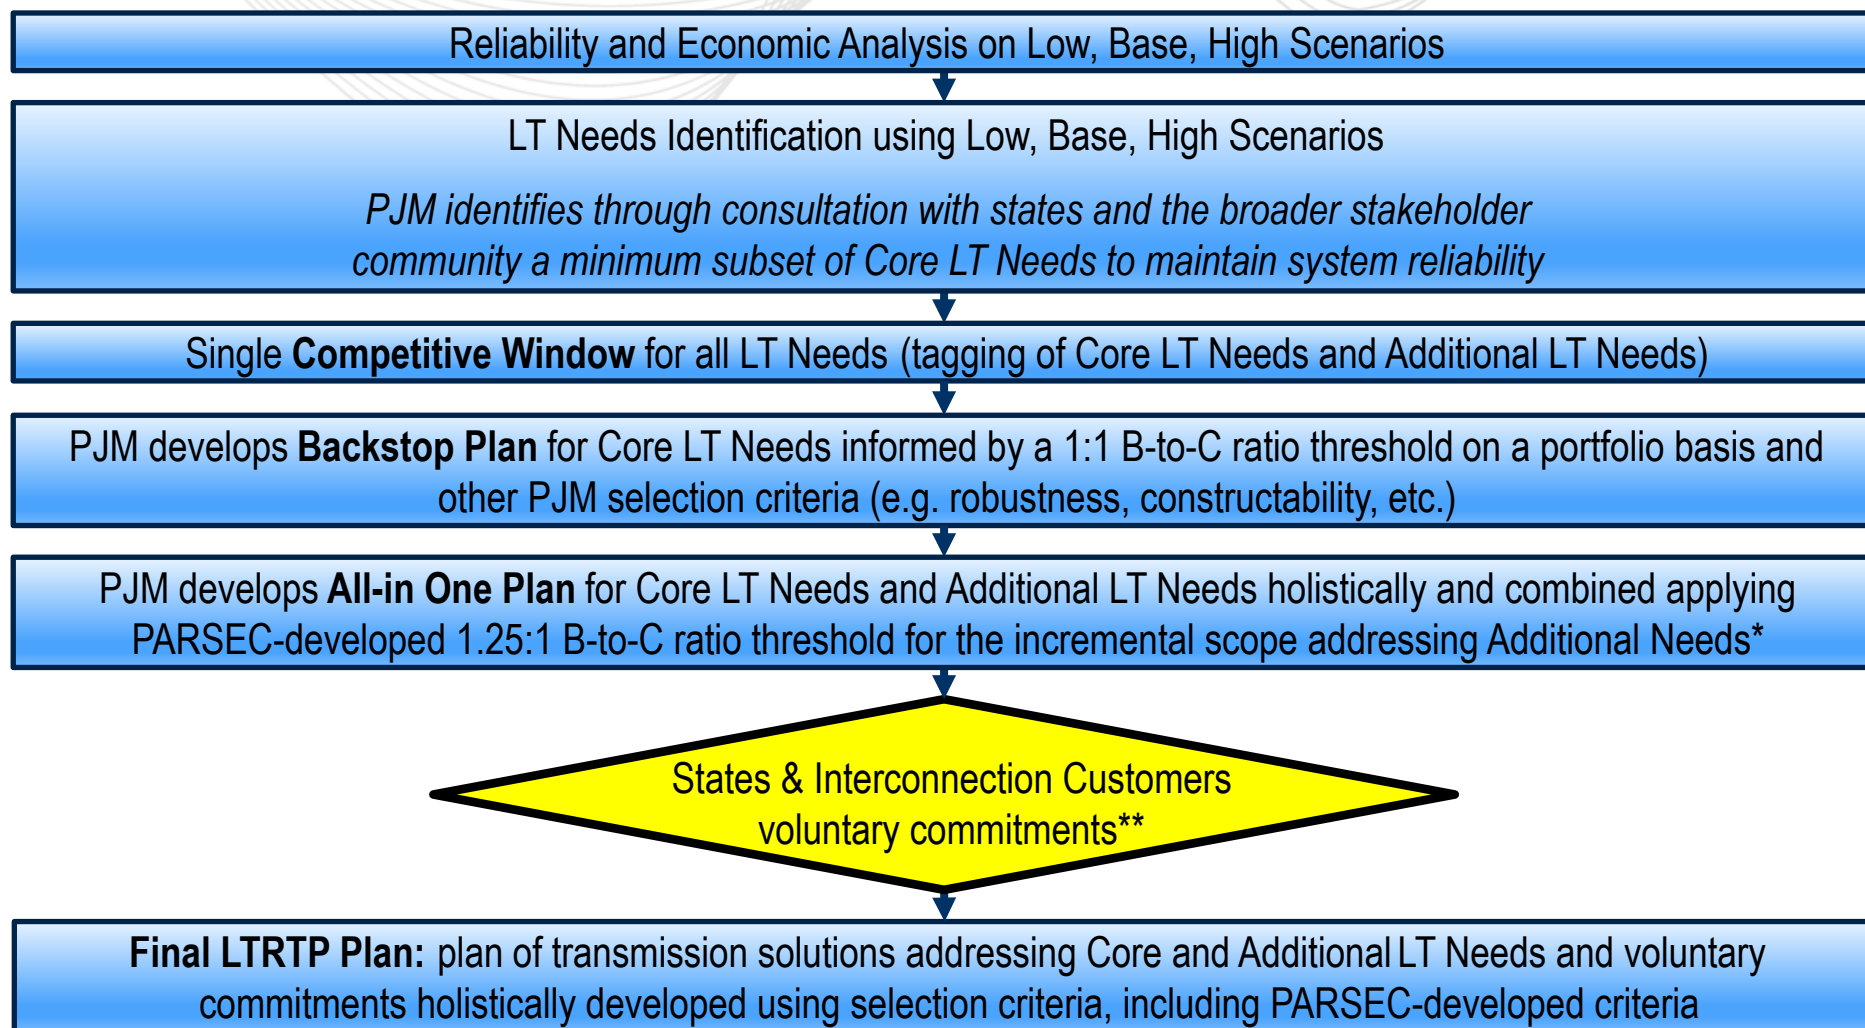 Reliability and Economic Analysis on Low, Base, High Scenarios
LT Needs Identification using Low, Base, High Scenarios
PJM identifies through consultation with states and the broader stakeholder
community a minimum subset of Core LT Needs to maintain system reliability
Single Competitive Window for all LT Needs (tagging of Core LT Needs and Additional LT Needs)
PJM develops Backstop Plan for Core LT Needs informed by a 1:1 B-to-C ratio threshold on a portfolio basis and
other PJM selection criteria (e.g. robustness, constructability, etc.)
PJM develops All-in One Plan for Core LT Needs and Additional LT Needs holistically and combined applying
PARSEC-developed 1.25:1 B-to-C ratio threshold for the incremental scope addressing Additional Needs*
States & Interconnection Customers
voluntary commitments**
Final LTRTP Plan: plan of transmission solutions addressing Core and Additional LT Needs and voluntary
commitments holistically developed using selection criteria, including PARSEC-developed criteria